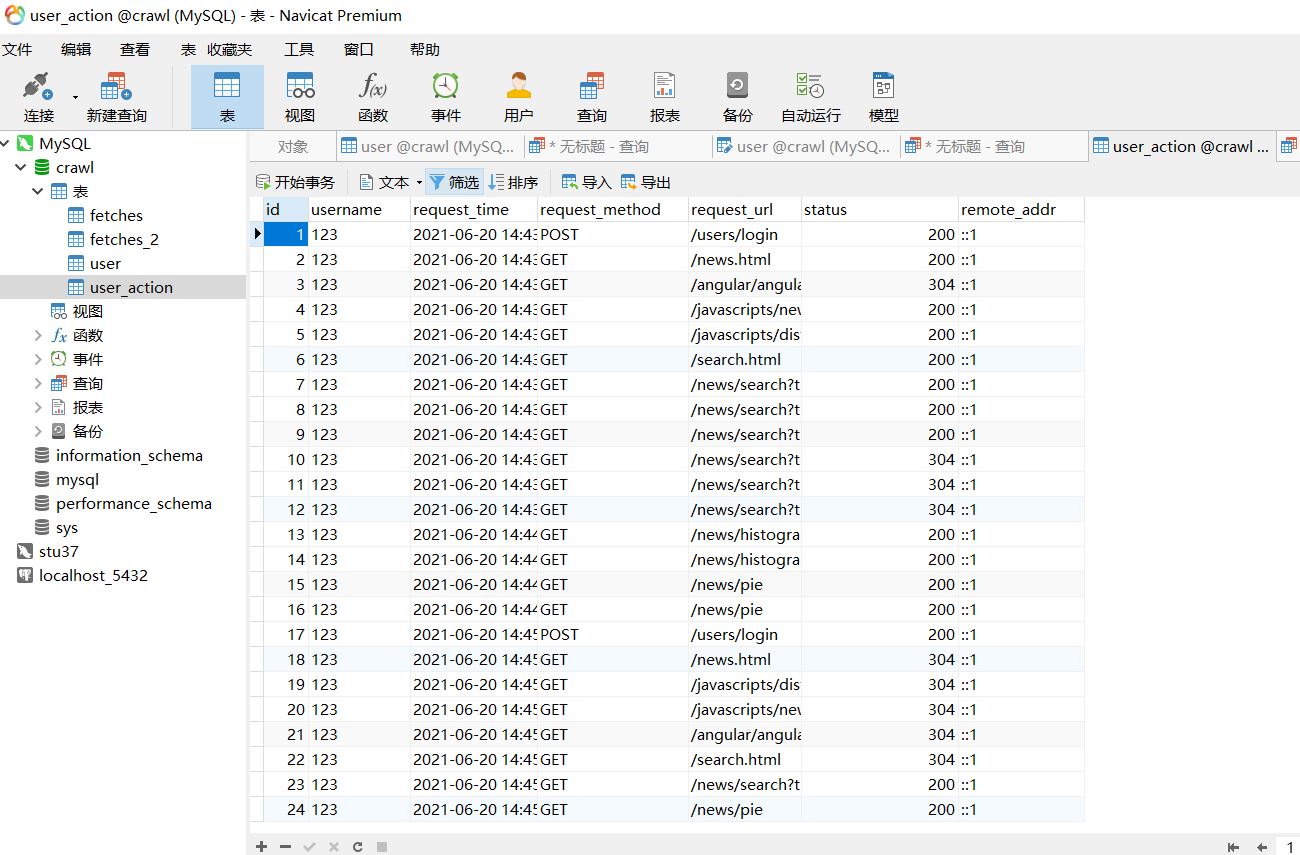 user_action @crawl (MySQL) - 表 - Navicat Premium
文件 编辑 查看 表 收藏夹 工具 窗口 帮助
连接 新建查询 表 视图 函数 事件 用户 查询 报表 备份 自动运行 模型
对象 user @crawl (MySQ... * 无标题 - 查询 user @crawl (MySQ... * 无标题 - 查询 user_action @crawl ...
开始事务 文本 筛选 排序 导入 导出
MySQL
crawl
表
fetches
fetches_2
user
user_action
视图
函数
事件
查询
报表
备份
information_schema
mysql
performance_schema
sys
stu37
localhost_5432
id username request_time request_method request_url status remote_addr
1 123 2021-06-20 14:43 POST /users/login 200 ::1
2 123 2021-06-20 14:43 GET /news.html 200 ::1
3 123 2021-06-20 14:43 GET /angular/angula 304 ::1
4 123 2021-06-20 14:43 GET /javascripts/nev 200 ::1
5 123 2021-06-20 14:43 GET /javascripts/dis 200 ::1
6 123 2021-06-20 14:43 GET /search.html 200 ::1
7 123 2021-06-20 14:43 GET /news/search?t 200 ::1
8 123 2021-06-20 14:43 GET /news/search?t 200 ::1
9 123 2021-06-20 14:43 GET /news/search?t 200 ::1
10 123 2021-06-20 14:43 GET /news/search?t 304 ::1
11 123 2021-06-20 14:43 GET /news/search?t 304 ::1
12 123 2021-06-20 14:43 GET /news/search?t 304 ::1
13 123 2021-06-20 14:44 GET /news/histogra 200 ::1
14 123 2021-06-20 14:44 GET /news/histogra 200 ::1
15 123 2021-06-20 14:44 GET /news/pie 200 ::1
16 123 2021-06-20 14:44 GET /news/pie 200 ::1
17 123 2021-06-20 14:45 POST /users/login 200 ::1
18 123 2021-06-20 14:45 GET /news.html 304 ::1
19 123 2021-06-20 14:45 GET /javascripts/dis 304 ::1
20 123 2021-06-20 14:45 GET /javascripts/nev 304 ::1
21 123 2021-06-20 14:45 GET /angular/angula 304 ::1
22 123 2021-06-20 14:45 GET /search.html 304 ::1
23 123 2021-06-20 14:45 GET /news/search?t 200 ::1
24 123 2021-06-20 14:45 GET /news/pie 200 ::1
1